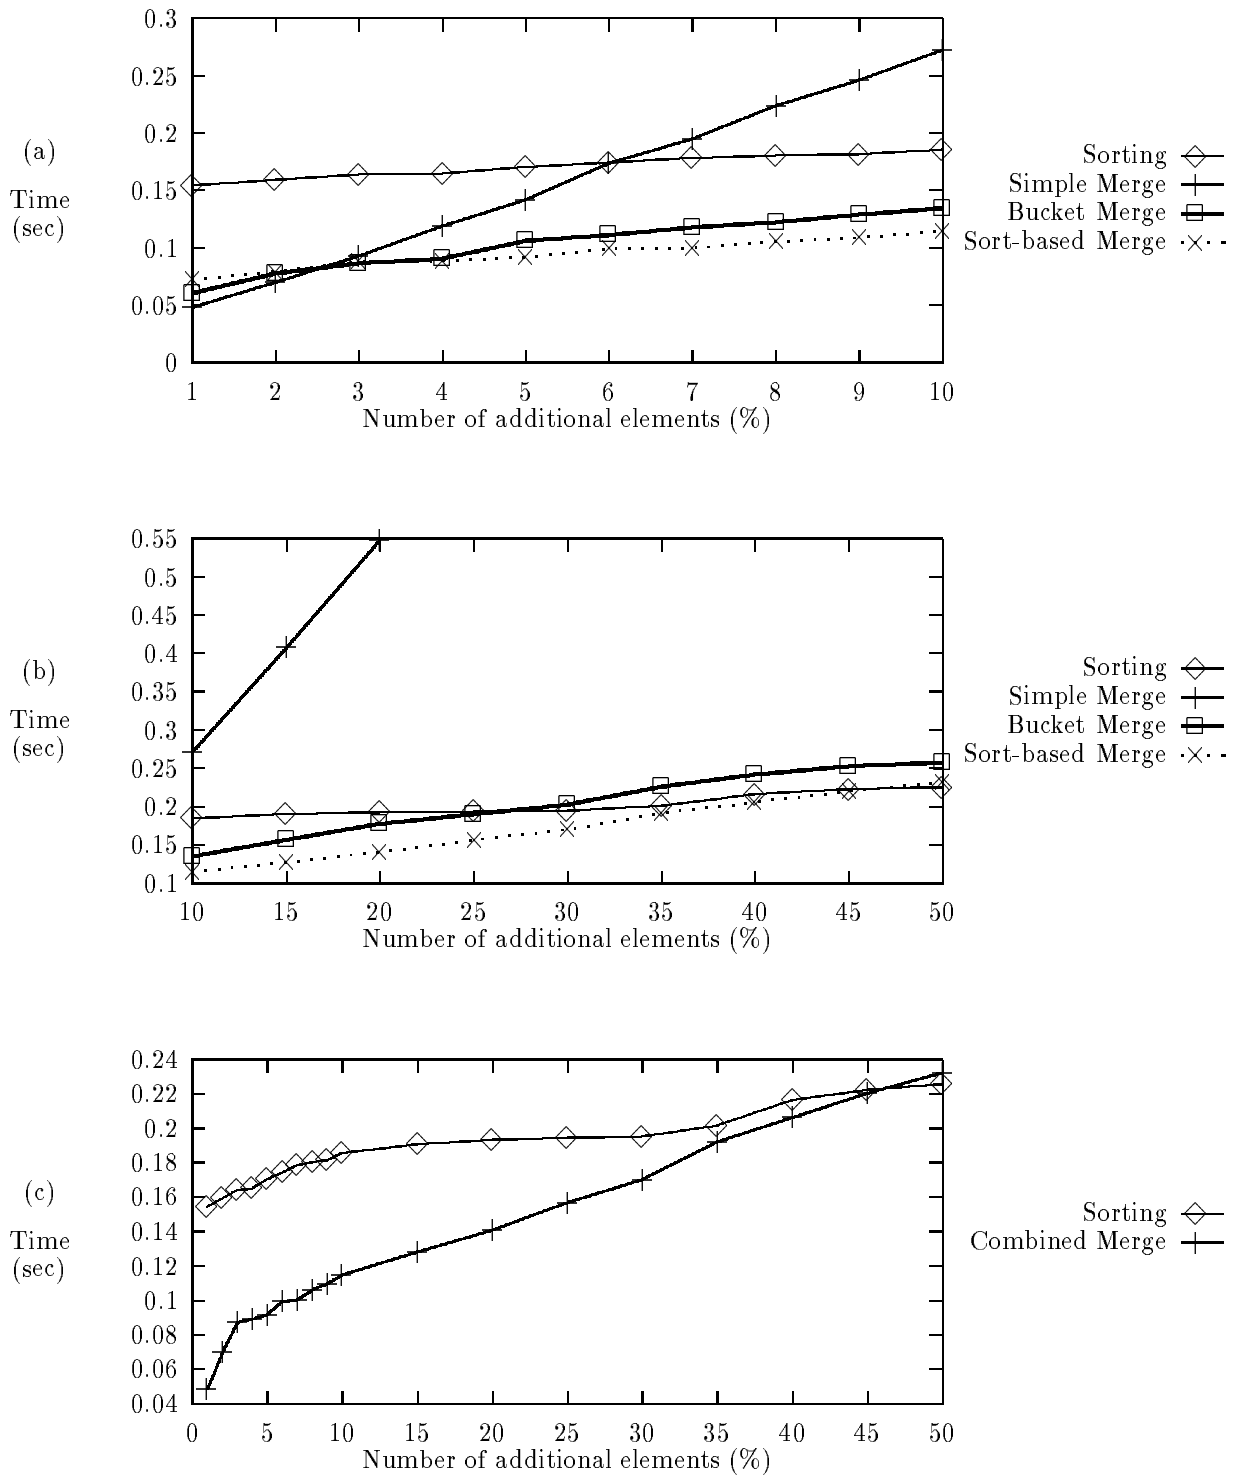 0.3
0.25
0.2
0.15
0.1
0.05
0
(a)
Time
(sec)
1 2 3 4 5 6 7 8 9 10
Number of additional elements (%)
Sorting
Simple Merge
Bucket Merge
Sort-based Merge
0.55
0.5
0.45
0.4
0.35
0.3
0.25
0.2
0.15
0.1
(b)
Time
(sec)
10 15 20 25 30 35 40 45 50
Number of additional elements (%)
Sorting
Simple Merge
Bucket Merge
Sort-based Merge
0.24
0.22
0.2
0.18
0.16
0.14
0.12
0.1
0.08
0.06
0.04
(c)
Time
(sec)
0 5 10 15 20 25 30 35 40 45 50
Number of additional elements (%)
Sorting
Combined Merge